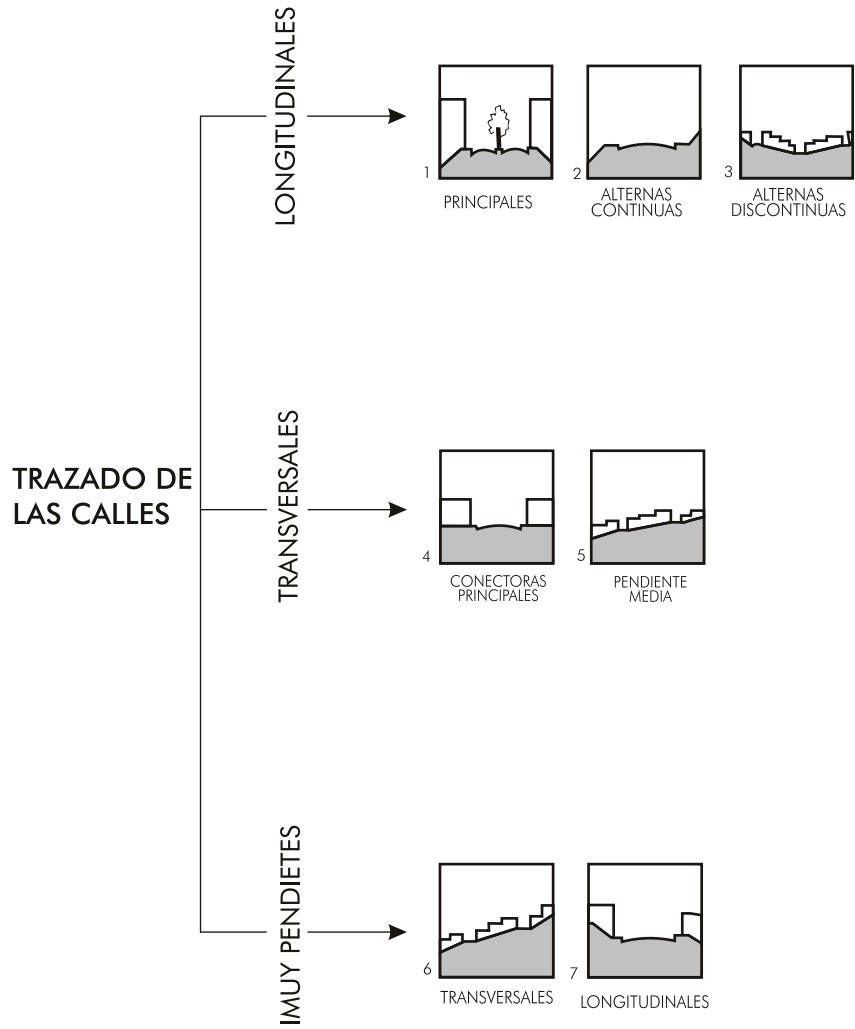 TRAZADO DE
LAS CALLES
LONGITUDINALES
1
PRINCIPALES
2
ALTERNAS
CONTINUAS
3
ALTERNAS
DISCONTINUAS
TRANSVERSALES
4
CONECTORAS
PRINCIPALES
5
PENDIENTE
MEDIA
IMUY PENDIETES
6
TRANSVERSALES
7
LONGITUDINALES